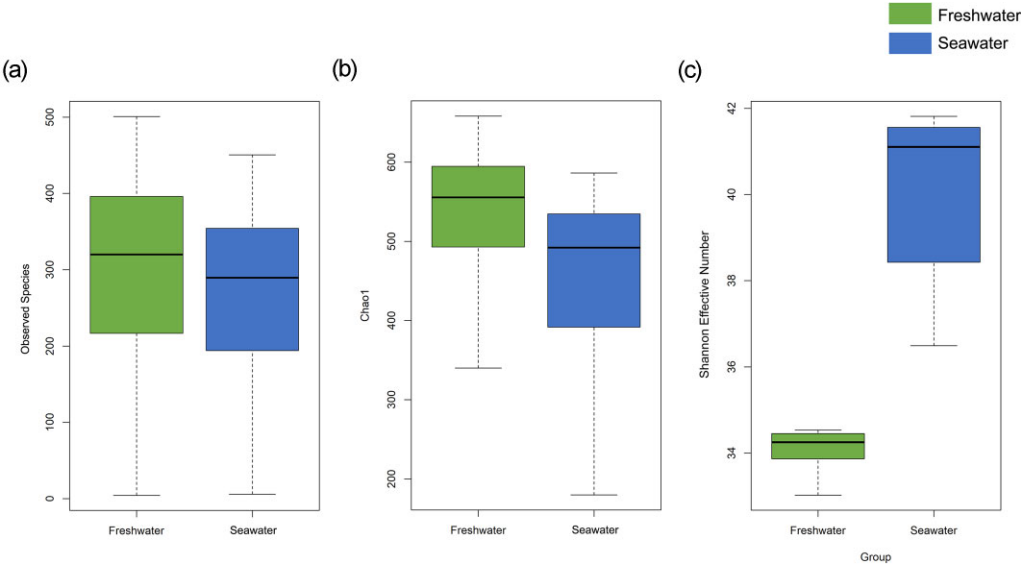 Freshwater
Seawater
(a)
(b)
(c)
Observed Species
500
400
300
200
100
0
Freshwater
Seawater
Chao1
600
500
400
300
200
Freshwater
Seawater
Shannon Effective Number
42
40
38
36
34
Freshwater
Seawater
Group